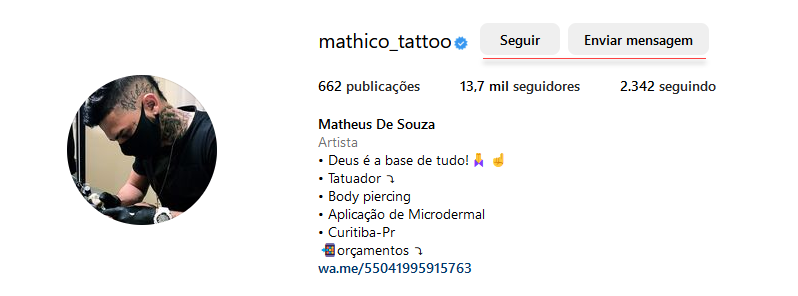 mathico_tattoo Seguir Enviar mensagem
662 publicações 13,7 mil seguidores 2.342 seguindo
Matheus De Souza
Artista
• Deus é a base de tudo!
• Tatuador ⤵
• Body piercing
• Aplicação de Microdermal
• Curitiba-Pr
📲orçamentos ⤵
wa.me/55041995915763